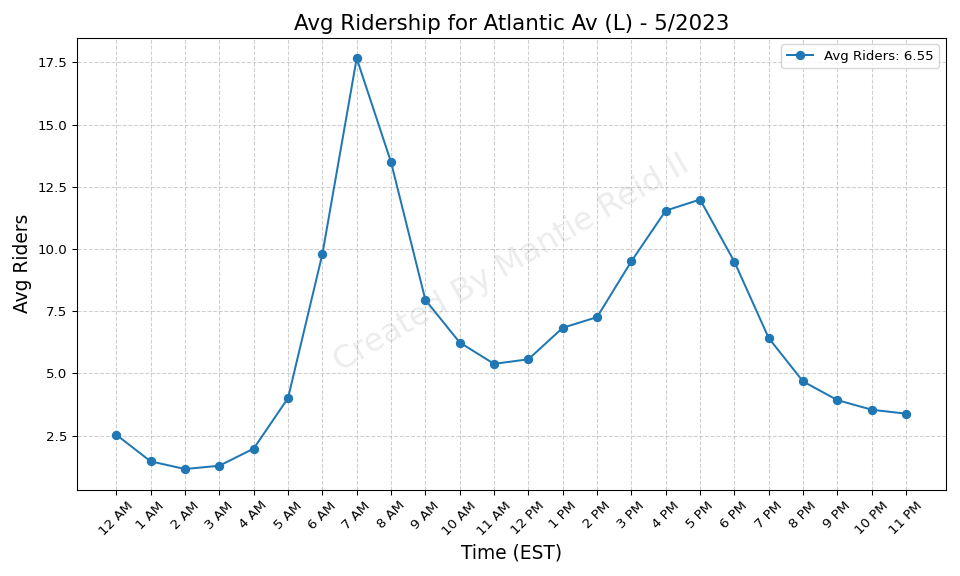 Avg Ridership for Atlantic Av (L) - 5/2023
Avg Riders: 6.55
17.5
15.0
12.5
10.0
7.5
5.0
2.5
Avg Riders
Created By Mantie Reid II
12 AM
1 AM
2 AM
3 AM
4 AM
5 AM
6 AM
7 AM
8 AM
9 AM
10 AM
11 AM
12 PM
1 PM
2 PM
3 PM
4 PM
5 PM
6 PM
7 PM
8 PM
9 PM
10 PM
11 PM
Time (EST)